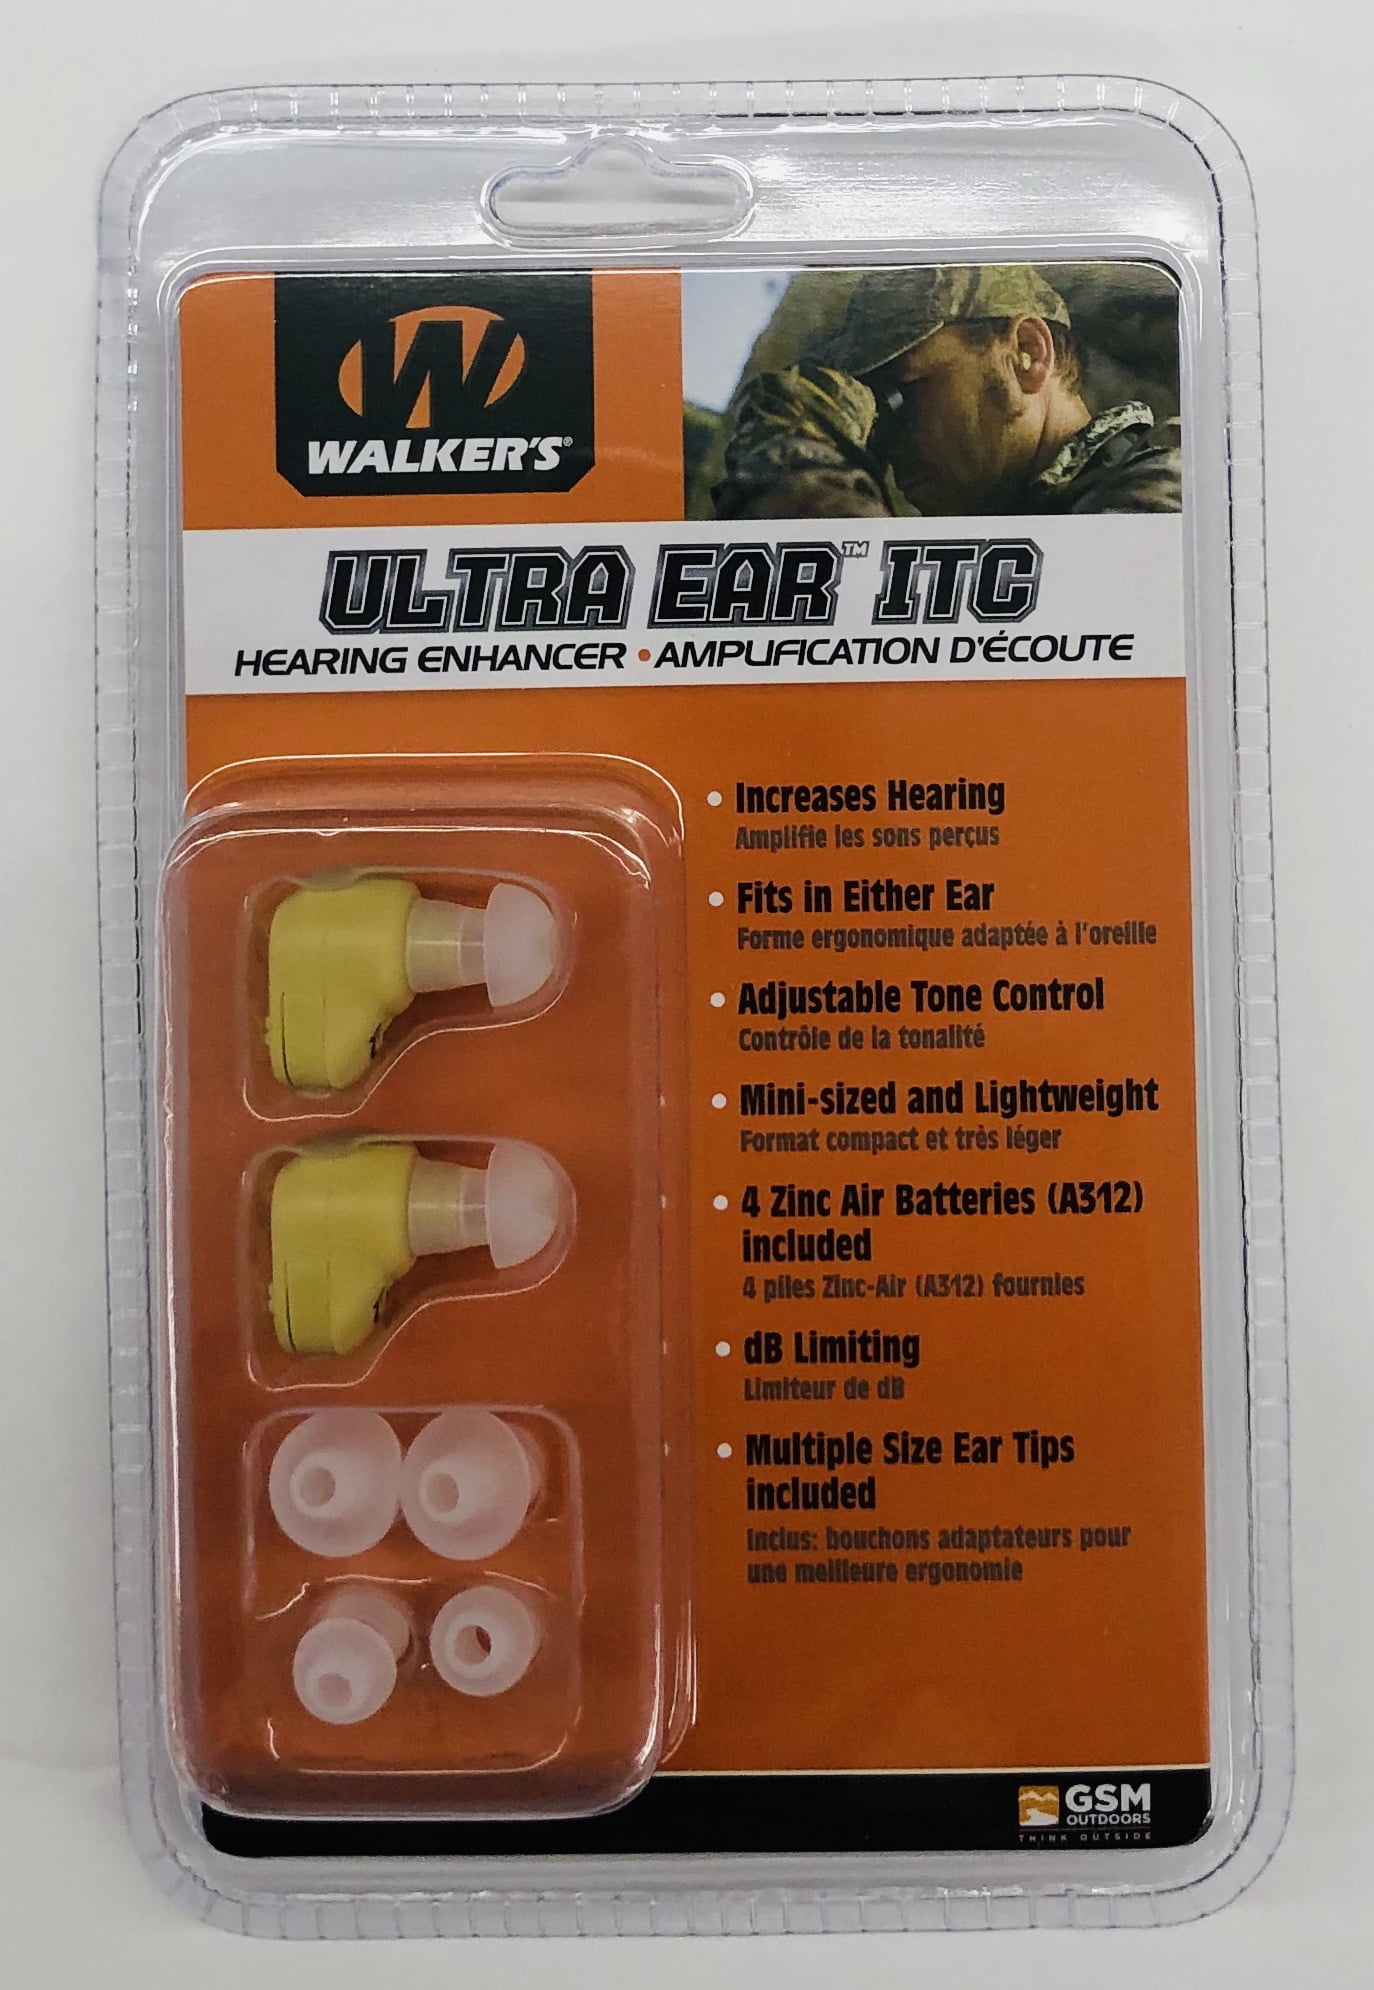 W
WALKER'S®
ULTRA EAR™ ITC
HEARING ENHANCER • AMPLIFICATION D'ÉCOUTE
• Increases Hearing
Amplifie les sons perçus
• Fits in Either Ear
Forme ergonomique adaptée à l'oreille
• Adjustable Tone Control
Contrôle de la tonalité
• Mini-sized and Lightweight
Format compact et très léger
• 4 Zinc Air Batteries (A312)
included
4 piles Zinc-Air (A312) fournies
• dB Limiting
Limiteur de dB
• Multiple Size Ear Tips
included
Inclus: bouchons adaptateurs pour
une meilleure ergonomie
GSM
OUTDOORS
THINK OUTSIDE